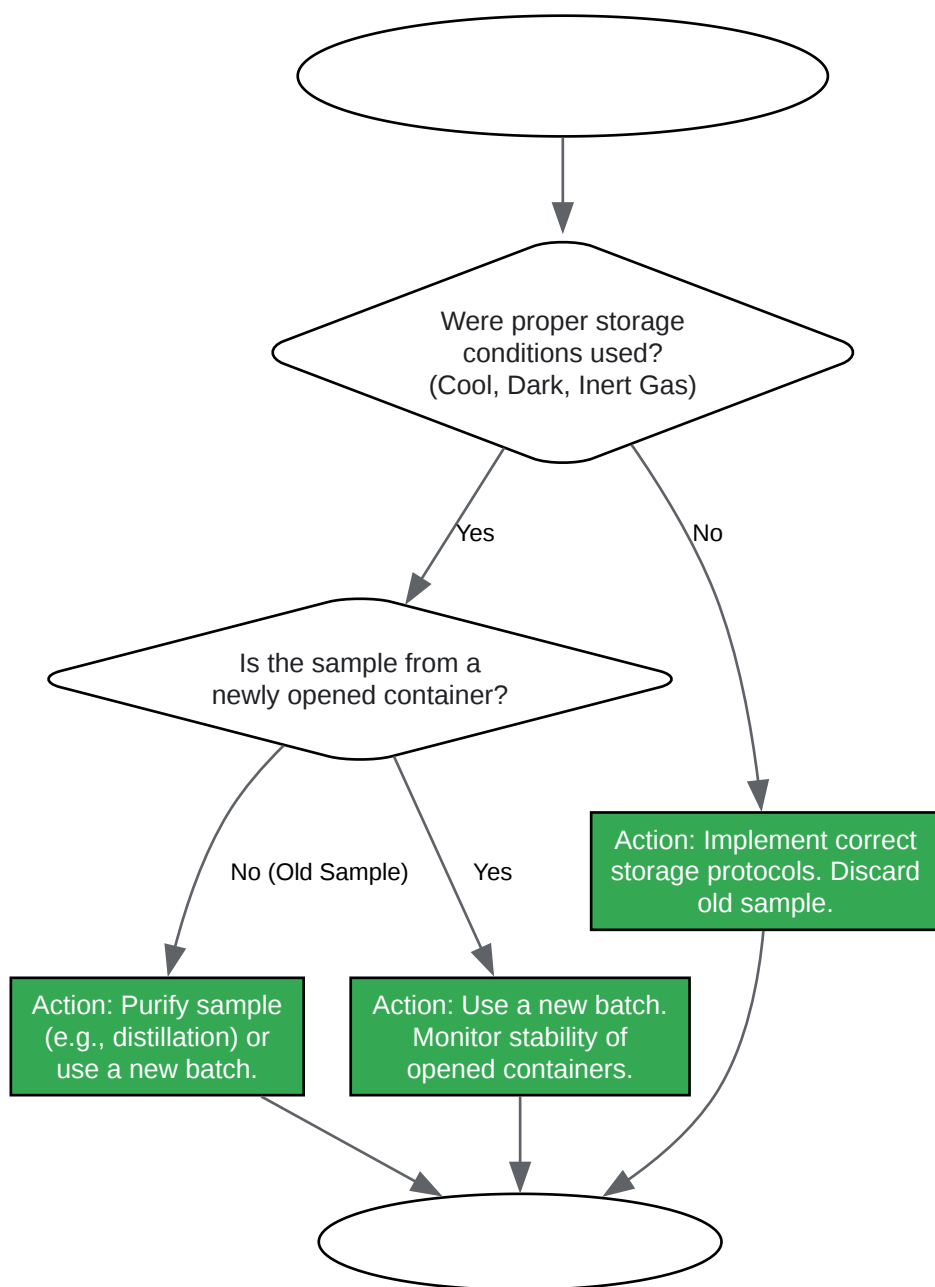 Were proper storage
conditions used?
(Cool, Dark, Inert Gas)
Yes
No
Is the sample from a
newly opened container?
No (Old Sample)
Yes
Action: Implement correct
storage protocols. Discard
old sample.
Action: Purify sample
(e.g., distillation) or
use a new batch.
Action: Use a new batch.
Monitor stability of
opened containers.